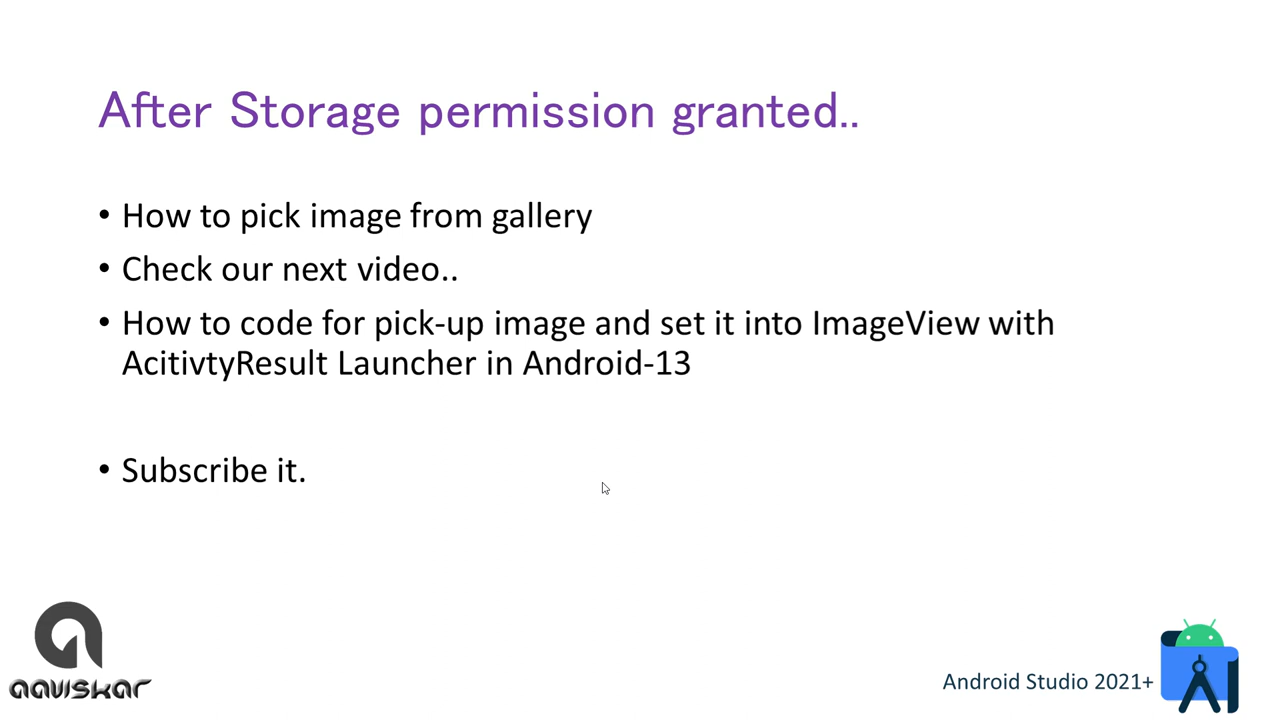 After Storage permission granted..
• How to pick image from gallery
• Check our next video..
• How to code for pick-up image and set it into ImageView with
AcitivtyResult Launcher in Android-13
• Subscribe it.
aaviskar
Android Studio 2021+